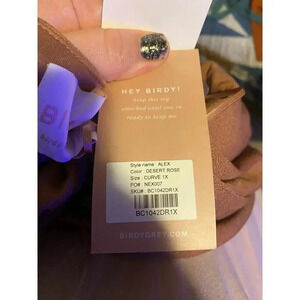 HEY BIRDY!
keep this tag
attached until you're
ready to keep me.
Style name : ALEX
Color : DESERT ROSE
Size : CURVE 1X
PO# : NEX007
SKU# : BC1042DR1X
BC1042DR1X
BIRDYGREY.COM
B